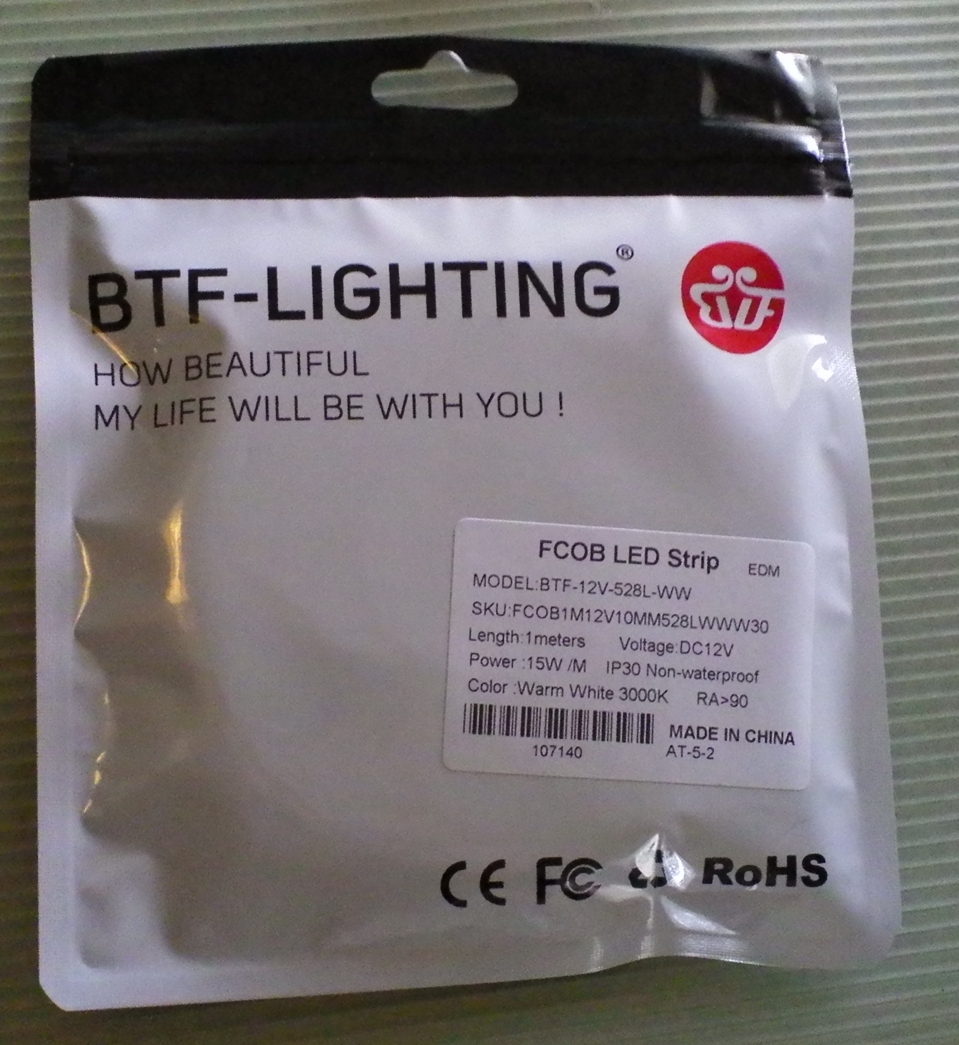 BTF-LIGHTING®
BTF
HOW BEAUTIFUL
MY LIFE WILL BE WITH YOU !
FCOB LED Strip EDM
MODEL:BTF-12V-528L-WW
SKU:FCOB1M12V10MM528LWWW30
Length:1meters Voltage:DC12V
Power :15W /M IP30 Non-waterproof
Color :Warm White 3000K RA>90
MADE IN CHINA
107140 AT-5-2
CE FC RoHS